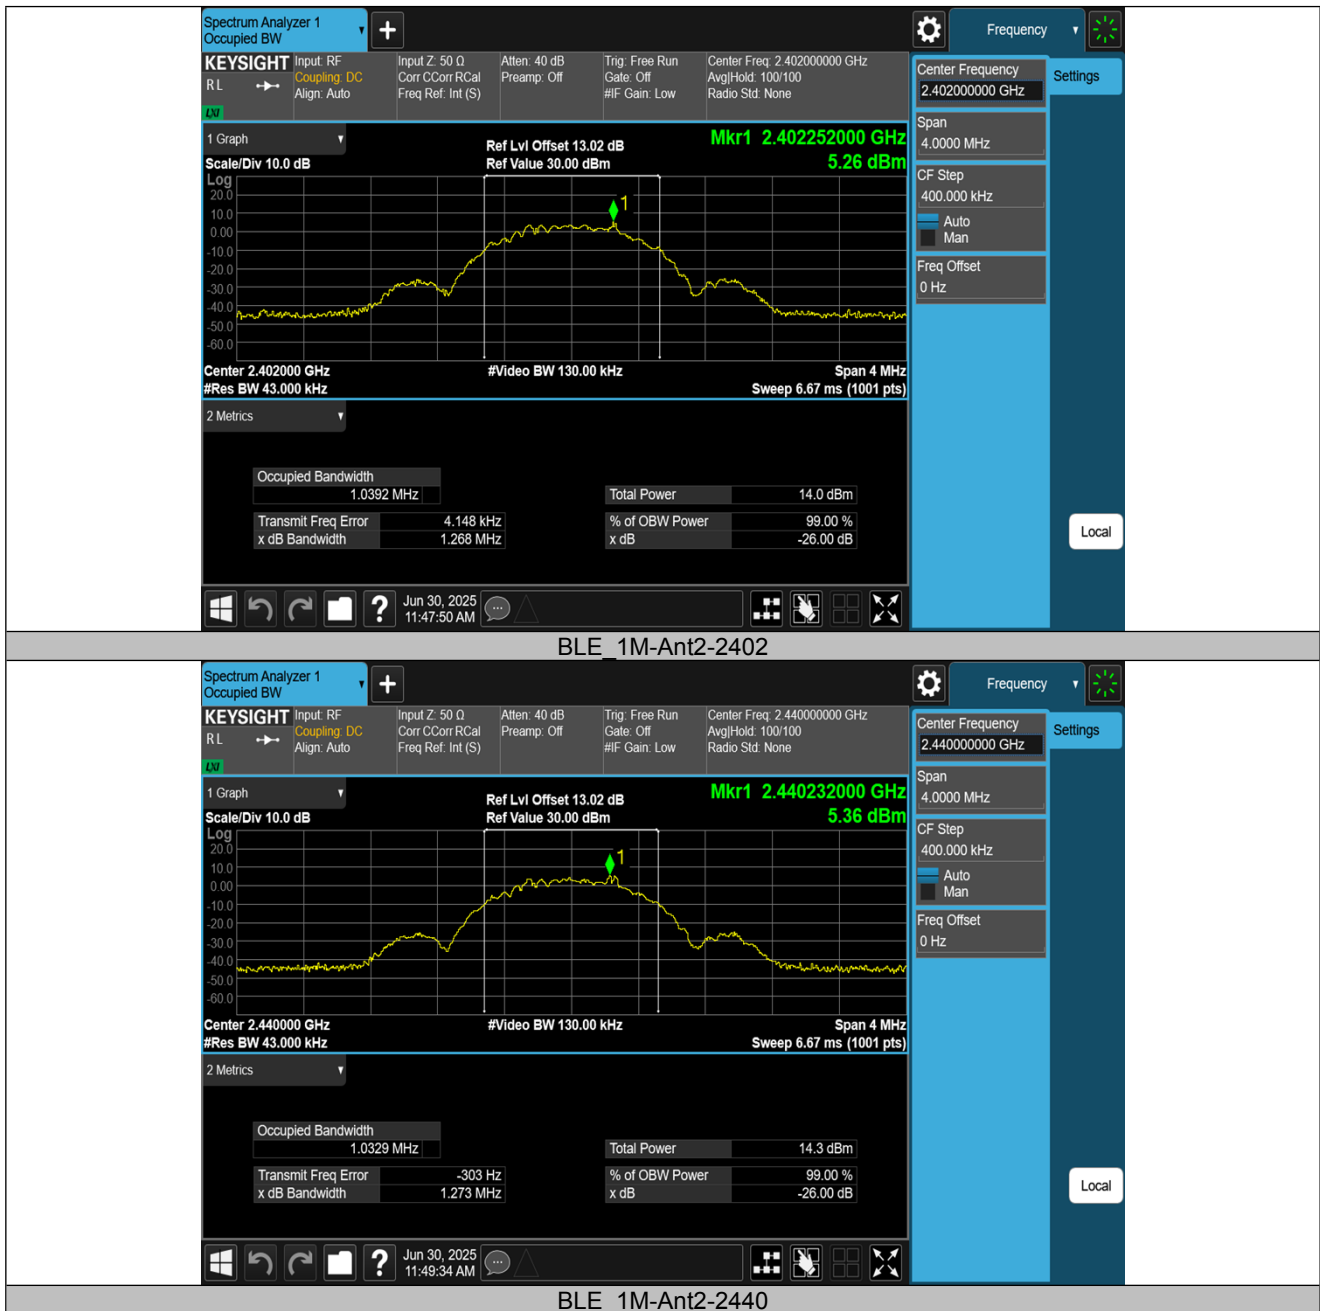 Spectrum Analyzer 1
Occupied BW
Frequency
KEYSIGHT
RL
LXI
Input: RF
Coupling: DC
Align: Auto
Input Z: 50 Ω
Corr CCorr RCal
Freq Ref: Int (S)
Atten: 40 dB
Preamp: Off
Trig: Free Run
Gate: Off
#IF Gain: Low
Center Freq: 2.402000000 GHz
Avg|Hold: 100/100
Radio Std: None
Center Frequency
2.402000000 GHz
Settings
Span
4.0000 MHz
CF Step
400.000 kHz
Auto
Man
Freq Offset
0 Hz
Local
1 Graph
Scale/Div 10.0 dB
Ref Lvl Offset 13.02 dB
Ref Value 30.00 dBm
Mkr1 2.402252000 GHz
5.26 dBm
Log
20.0
10.0
0.00
-10.0
-20.0
-30.0
-40.0
-50.0
-60.0
1
Center 2.402000 GHz
#Video BW 130.00 kHz
Span 4 MHz
#Res BW 43.000 kHz
Sweep 6.67 ms (1001 pts)
2 Metrics
Occupied Bandwidth
1.0392 MHz
Total Power 14.0 dBm
Transmit Freq Error 4.148 kHz
% of OBW Power 99.00 %
x dB Bandwidth 1.268 MHz
x dB -26.00 dB
?
Jun 30, 2025
11:47:50 AM
BLE_1M-Ant2-2402
Spectrum Analyzer 1
Occupied BW
Frequency
KEYSIGHT
RL
LXI
Input: RF
Coupling: DC
Align: Auto
Input Z: 50 Ω
Corr CCorr RCal
Freq Ref: Int (S)
Atten: 40 dB
Preamp: Off
Trig: Free Run
Gate: Off
#IF Gain: Low
Center Freq: 2.440000000 GHz
Avg|Hold: 100/100
Radio Std: None
Center Frequency
2.440000000 GHz
Settings
Span
4.0000 MHz
CF Step
400.000 kHz
Auto
Man
Freq Offset
0 Hz
Local
1 Graph
Scale/Div 10.0 dB
Ref Lvl Offset 13.02 dB
Ref Value 30.00 dBm
Mkr1 2.440232000 GHz
5.36 dBm
Log
20.0
10.0
0.00
-10.0
-20.0
-30.0
-40.0
-50.0
-60.0
1
Center 2.440000 GHz
#Video BW 130.00 kHz
Span 4 MHz
#Res BW 43.000 kHz
Sweep 6.67 ms (1001 pts)
2 Metrics
Occupied Bandwidth
1.0329 MHz
Total Power 14.3 dBm
Transmit Freq Error -303 Hz
% of OBW Power 99.00 %
x dB Bandwidth 1.273 MHz
x dB -26.00 dB
?
Jun 30, 2025
11:49:34 AM
BLE_1M-Ant2-2440